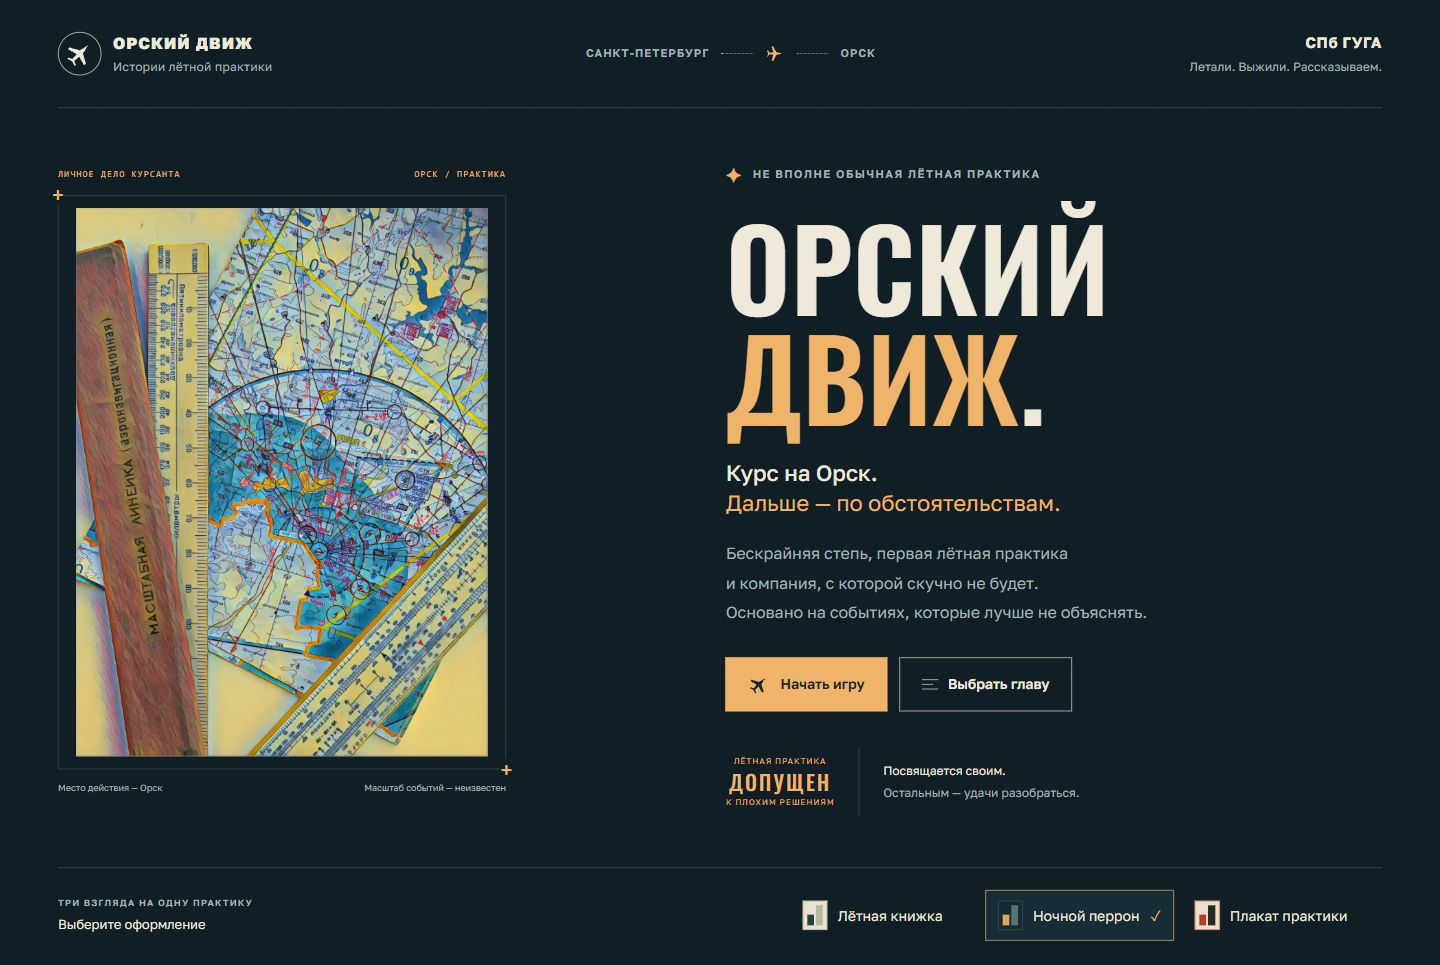 ОРСКИЙ ДВИЖ
Истории лётной практики
САНКТ-ПЕТЕРБУРГ
ОРСК
СПб ГУГА
Летали. Выжили. Рассказываем.
ЛИЧНОЕ ДЕЛО КУРСАНТА
ОРСК / ПРАКТИКА
МАСШТАБНАЯ ЛИНЕЙКА (аэронавигационная)
Место действия — Орск
Масштаб событий — неизвестен
НЕ ВПОЛНЕ ОБЫЧНАЯ ЛЁТНАЯ ПРАКТИКА
ОРСКИЙ
ДВИЖ.
Курс на Орск.
Дальше — по обстоятельствам.
Бескрайняя степь, первая лётная практика
и компания, с которой скучно не будет.
Основано на событиях, которые лучше не объяснять.
Начать игру
Выбрать главу
ЛЁТНАЯ ПРАКТИКА
ДОПУЩЕН
К ПЛОХИМ РЕШЕНИЯМ
Посвящается своим.
Остальным — удачи разобраться.
ТРИ ВЗГЛЯДА НА ОДНУ ПРАКТИКУ
Выберите оформление
Лётная книжка
Ночной перрон ✓
Плакат практики